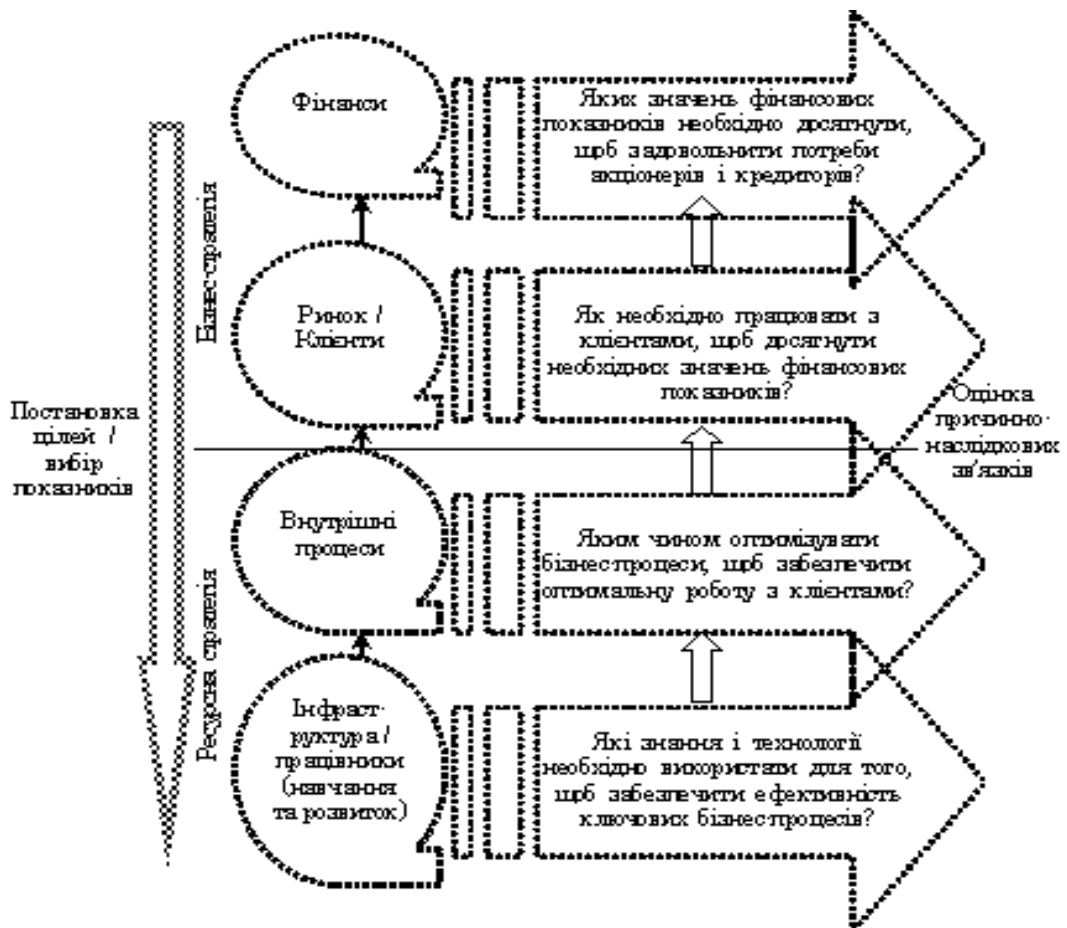 Фінанси
Яких значень фінансових
показників необхідно досягнути,
щоб задовольнити потреби
акціонерів і кредиторів?
Бізнес-стратегія
Ринок /
Клієнти
Як необхідно працювати з
клієнтами, щоб досягнути
необхідних значень фінансових
показників?
Постановка
цілей /
вибір
показників
Оцінка
причинно-
наслідкових
зв'язків
Внутрішні
процеси
Яким чином оптимізувати
бізнес-процеси, щоб забезпечити
оптимальну роботу з клієнтами?
Ресурсна стратегія
Інфраст-
руктура /
працівники
(навчання
та розвиток)
Які знання і технології
необхідно використати для того,
щоб забезпечити ефективність
ключових бізнес-процесів?